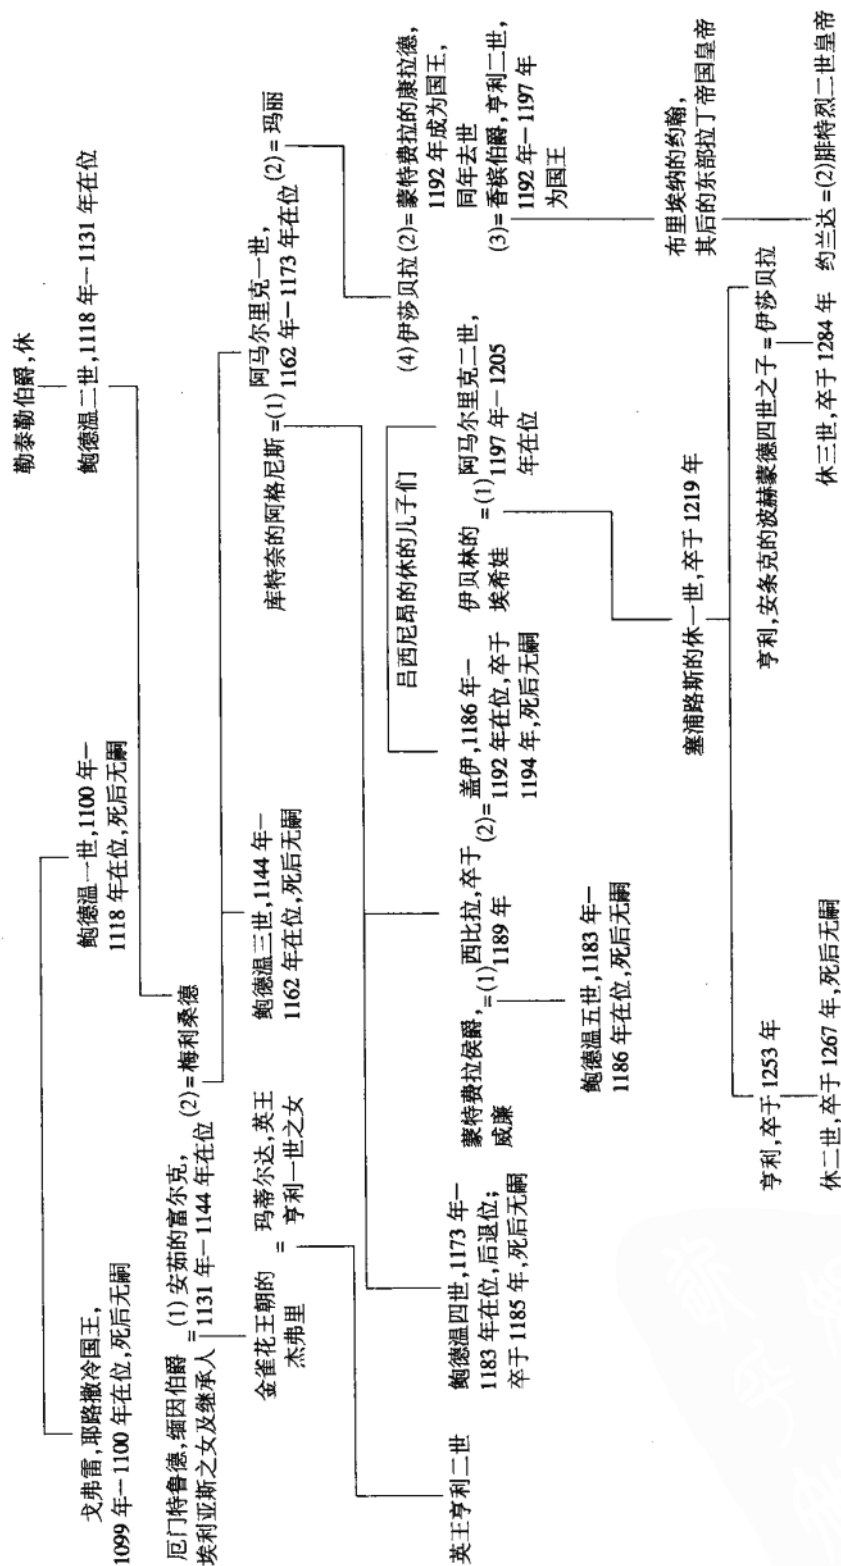 戈弗雷,耶路撒冷国王,
1099 年—1100 年在位,死后无嗣
鲍德温一世,1100 年—
1118 年在位,死后无嗣
勒泰勒伯爵,休
鲍德温二世,1118 年—1131 年在位
厄门特鲁德,缅因伯爵
埃利亚斯之女及继承人
=(1)安茹的富尔克,
1131 年—1144 年在位
(2)=梅利桑德
金雀花王朝的
杰弗里
=
玛蒂尔达,英王
亨利一世之女
鲍德温三世,1144 年—
1162 年在位,死后无嗣
库特奈的阿格尼斯=(1)
阿马尔里克一世,
1162 年—1173 年在位
(2)=玛丽
英王亨利二世
鲍德温四世,1173 年—
1183 年在位,后退位;
卒于 1185 年,死后无嗣
蒙特费拉侯爵,
威廉
=(1)
西比拉,卒于
1189 年
(2)=
盖伊,1186 年—
1192 年在位,卒于
1194 年,死后无嗣
吕西尼昂的休的儿子们
伊贝林的
埃希娃
=(1)
阿马尔里克二世,
1197 年—1205
年在位
(4)伊莎贝拉
(2)=蒙特费拉的康拉德,
1192 年成为国王,
同年去世
(3)=香槟伯爵,亨利二世,
1192 年—1197 年
为国王
鲍德温五世,1183 年—
1186 年在位,死后无嗣
塞浦路斯的休一世,卒于 1219 年
布里埃纳的约翰,
其后的东部拉丁帝国皇帝
亨利,卒于 1253 年
亨利,安条克的波赫蒙德四世之子=伊莎贝拉
休二世,卒于 1267 年,死后无嗣
休三世,卒于 1284 年
约兰达=(2)腓特烈二世皇帝